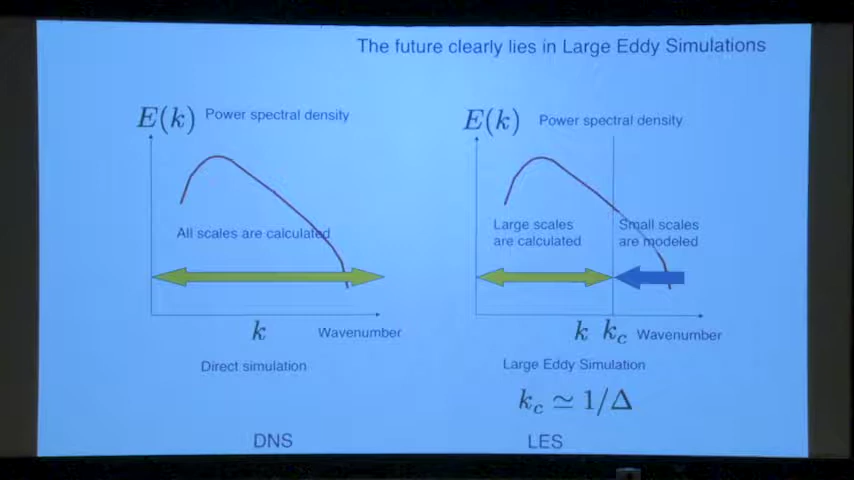 The future clearly lies in Large Eddy Simulations
E(k) Power spectral density
All scales are calculated
k Wavenumber
Direct simulation
DNS
E(k) Power spectral density
Large scales
are calculated
Small scales
are modeled
k k_c Wavenumber
Large Eddy Simulation
k_c ≃ 1/Δ
LES